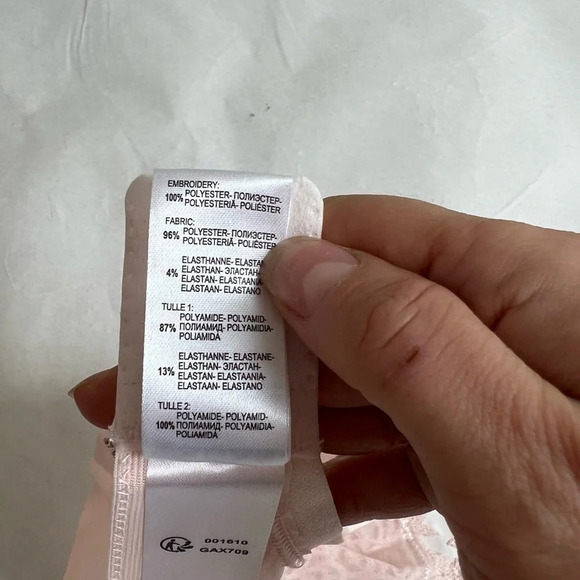 EMBROIDERY:
100% POLYESTER- ПОЛИЭСТЕР-
POLYESTERIÄ- POLIÉSTER
FABRIC:
96% POLYESTER- ПОЛИЭСТЕР-
POLYESTERIÄ- POLIÉSTER
ELASTHANNE- ELASTANE-
4% ELASTHAN- ЭЛАСТАН-
ELASTAN- ELASTAANIA-
ELASTAAN- ELASTANO
TULLE 1:
POLYAMIDE- POLYAMID-
87% ПОЛИАМИД- POLYAMIDIA-
POLIAMIDA
ELASTHANNE- ELASTANE-
13% ELASTHAN- ЭЛАСТАН-
ELASTAN- ELASTAANIA-
ELASTAAN- ELASTANO
TULLE 2:
POLYAMIDE- POLYAMID-
100% ПОЛИАМИД- POLYAMIDIA-
POLIAMIDA
001610
GAX709